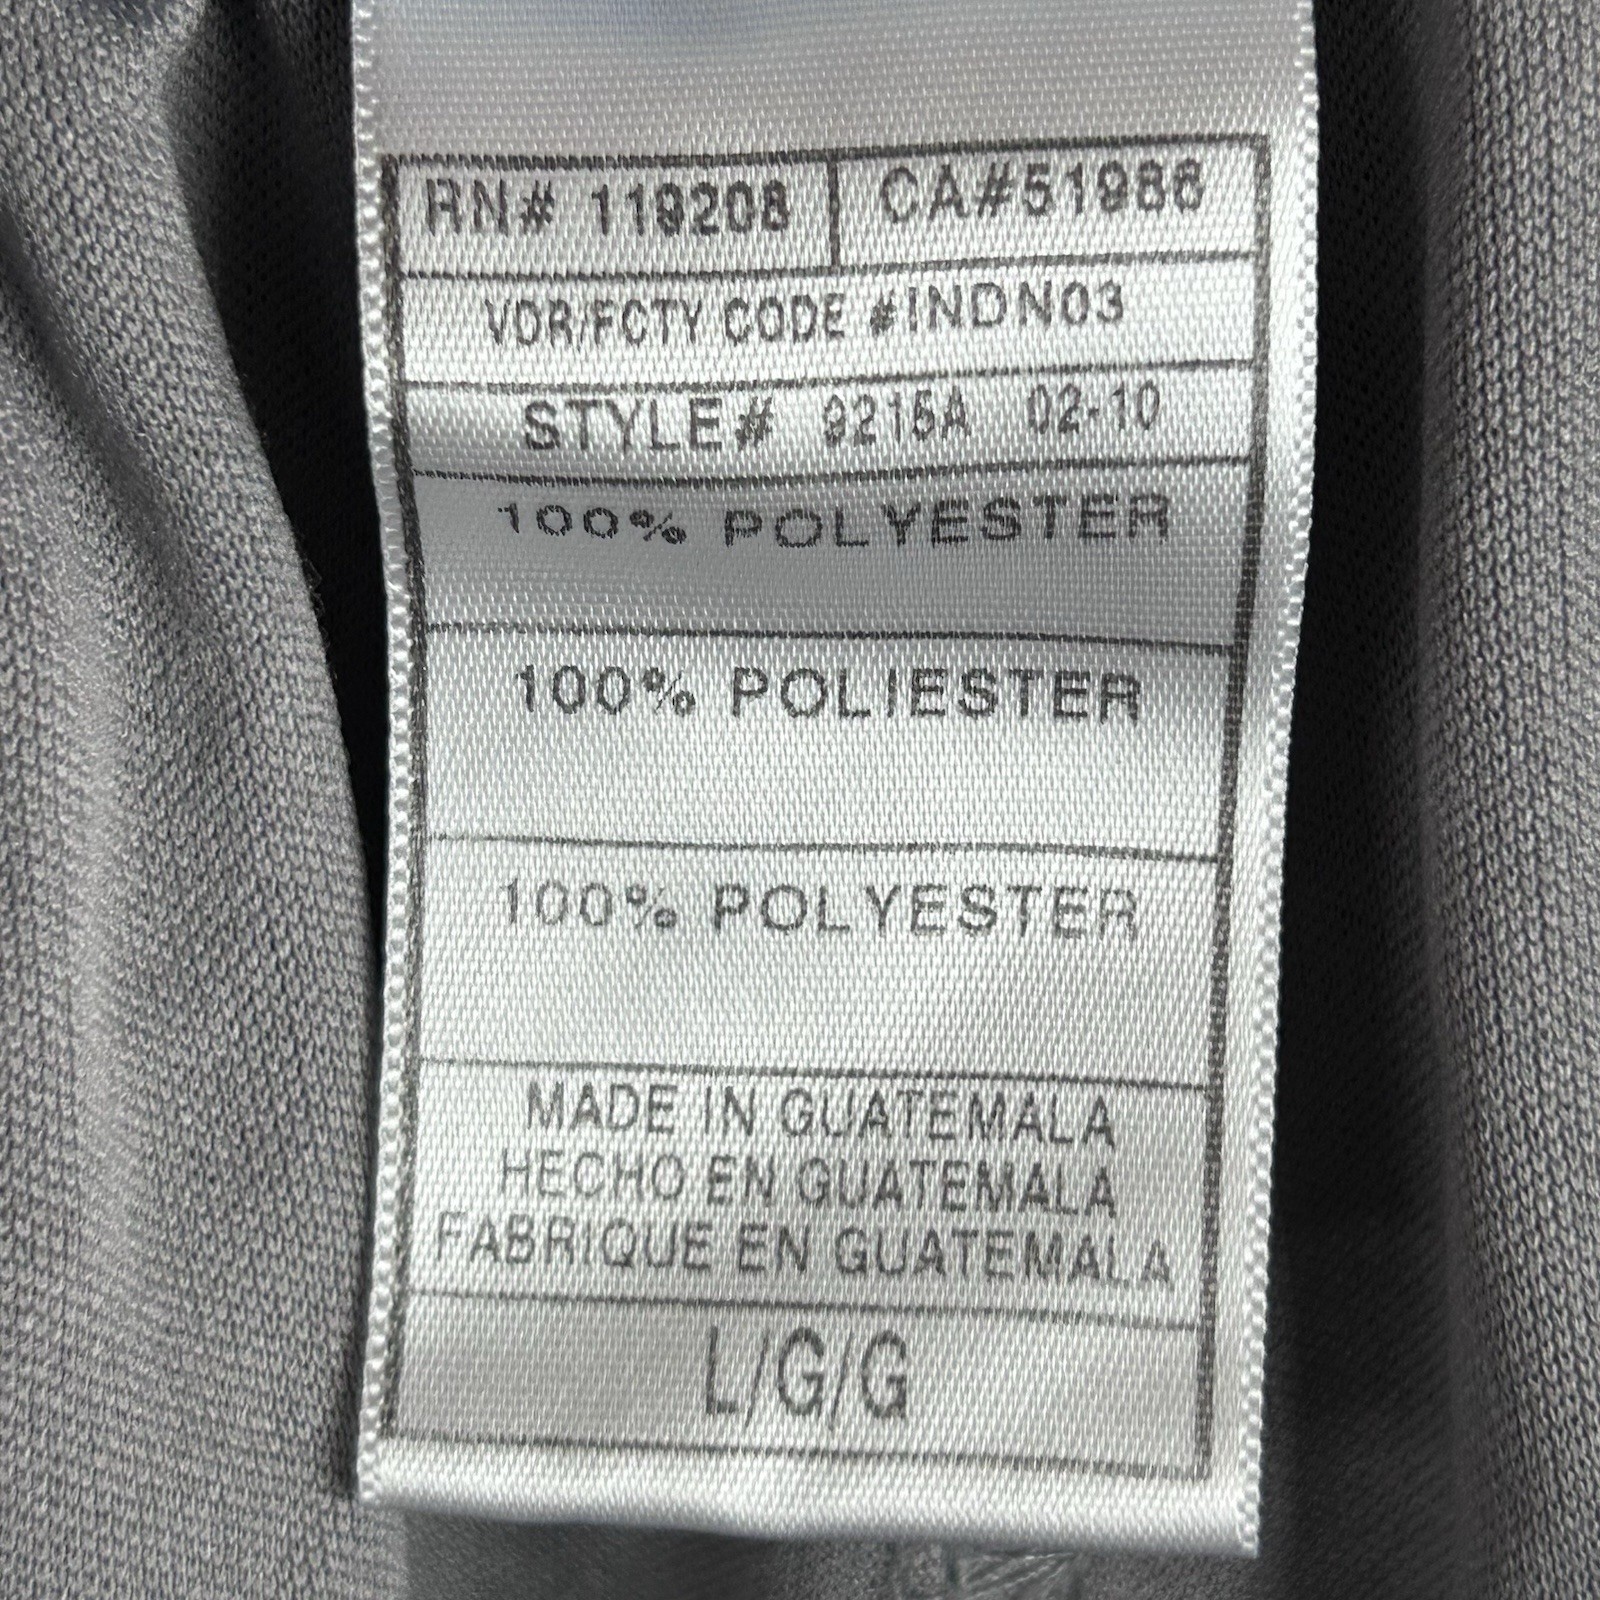 RN# 119208 CA#51986
VDR/FCTY CODE #INDN03
STYLE# 9215A 02-10
100% POLYESTER
100% POLIESTER
100% POLYESTER
MADE IN GUATEMALA
HECHO EN GUATEMALA
FABRIQUE EN GUATEMALA
L/G/G